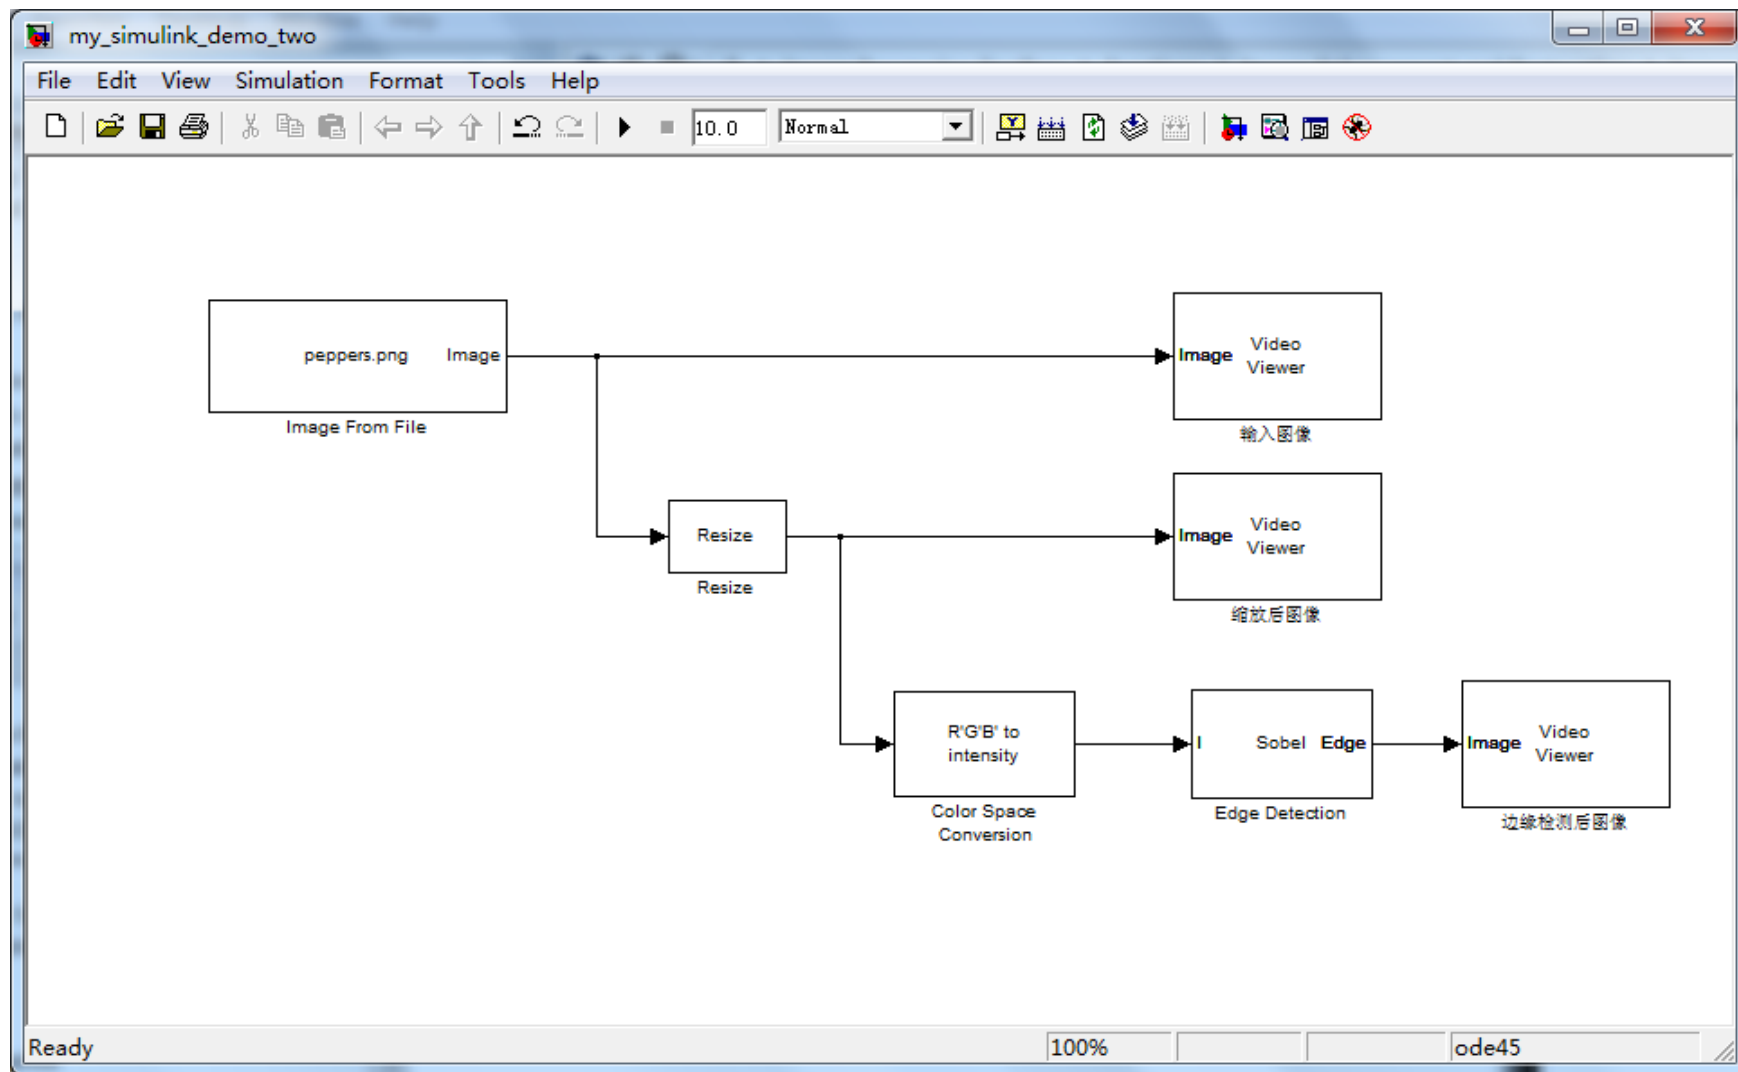 my_simulink_demo_two
File Edit View Simulation Format Tools Help
10.0 Normal
peppers.png Image
Image From File
Image Video
Viewer
输入图像
Resize
Resize
Image Video
Viewer
缩放后图像
R'G'B' to
intensity
Color Space
Conversion
I Sobel Edge
Edge Detection
Image Video
Viewer
边缘检测后图像
Ready 100% ode45